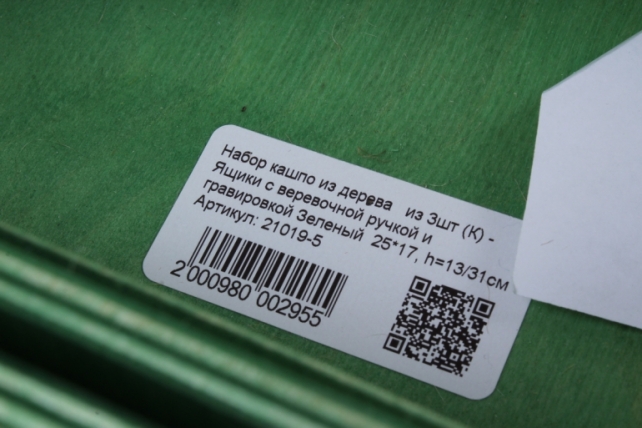 Набор кашпо из дерева из 3шт (К) -
Ящики с веревочной ручкой и
гравировкой Зеленый 25*17, h=13/31см
Артикул: 21019-5
2 000980 002955